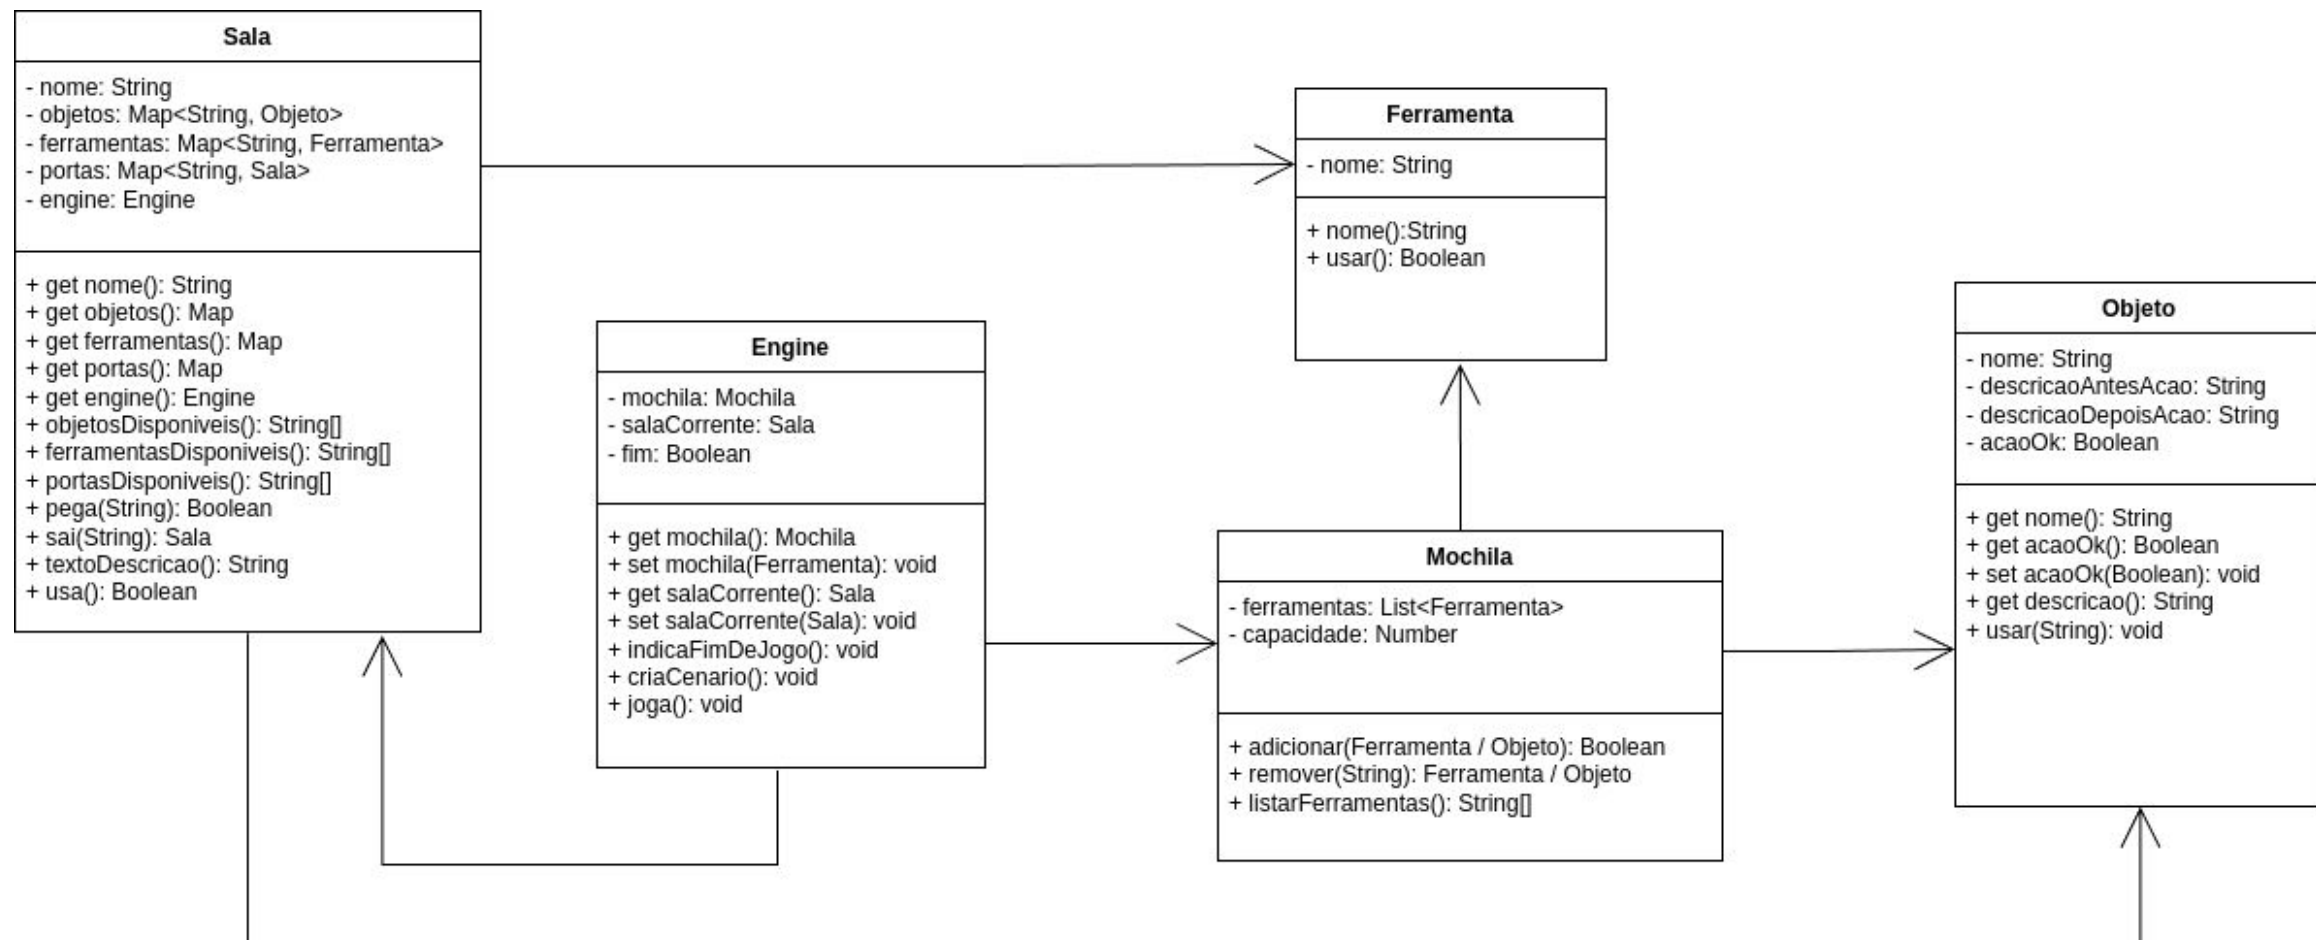 Sala
- nome: String
- objetos: Map<String, Objeto>
- ferramentas: Map<String, Ferramenta>
- portas: Map<String, Sala>
- engine: Engine
+ get nome(): String
+ get objetos(): Map
+ get ferramentas(): Map
+ get portas(): Map
+ get engine(): Engine
+ objetosDisponiveis(): String[]
+ ferramentasDisponiveis(): String[]
+ portasDisponiveis(): String[]
+ pega(String): Boolean
+ sai(String): Sala
+ textoDescricao(): String
+ usa(): Boolean
Engine
- mochila: Mochila
- salaCorrente: Sala
- fim: Boolean
+ get mochila(): Mochila
+ set mochila(Ferramenta): void
+ get salaCorrente(): Sala
+ set salaCorrente(Sala): void
+ indicaFimDeJogo(): void
+ criaCenario(): void
+ joga(): void
Ferramenta
- nome: String
+ nome():String
+ usar(): Boolean
Mochila
- ferramentas: List<Ferramenta>
- capacidade: Number
+ adicionar(Ferramenta / Objeto): Boolean
+ remover(String): Ferramenta / Objeto
+ listarFerramentas(): String[]
Objeto
- nome: String
- descricaoAntesAcao: String
- descricaoDepoisAcao: String
- acaoOk: Boolean
+ get nome(): String
+ get acaoOk(): Boolean
+ set acaoOk(Boolean): void
+ get descricao(): String
+ usar(String): void